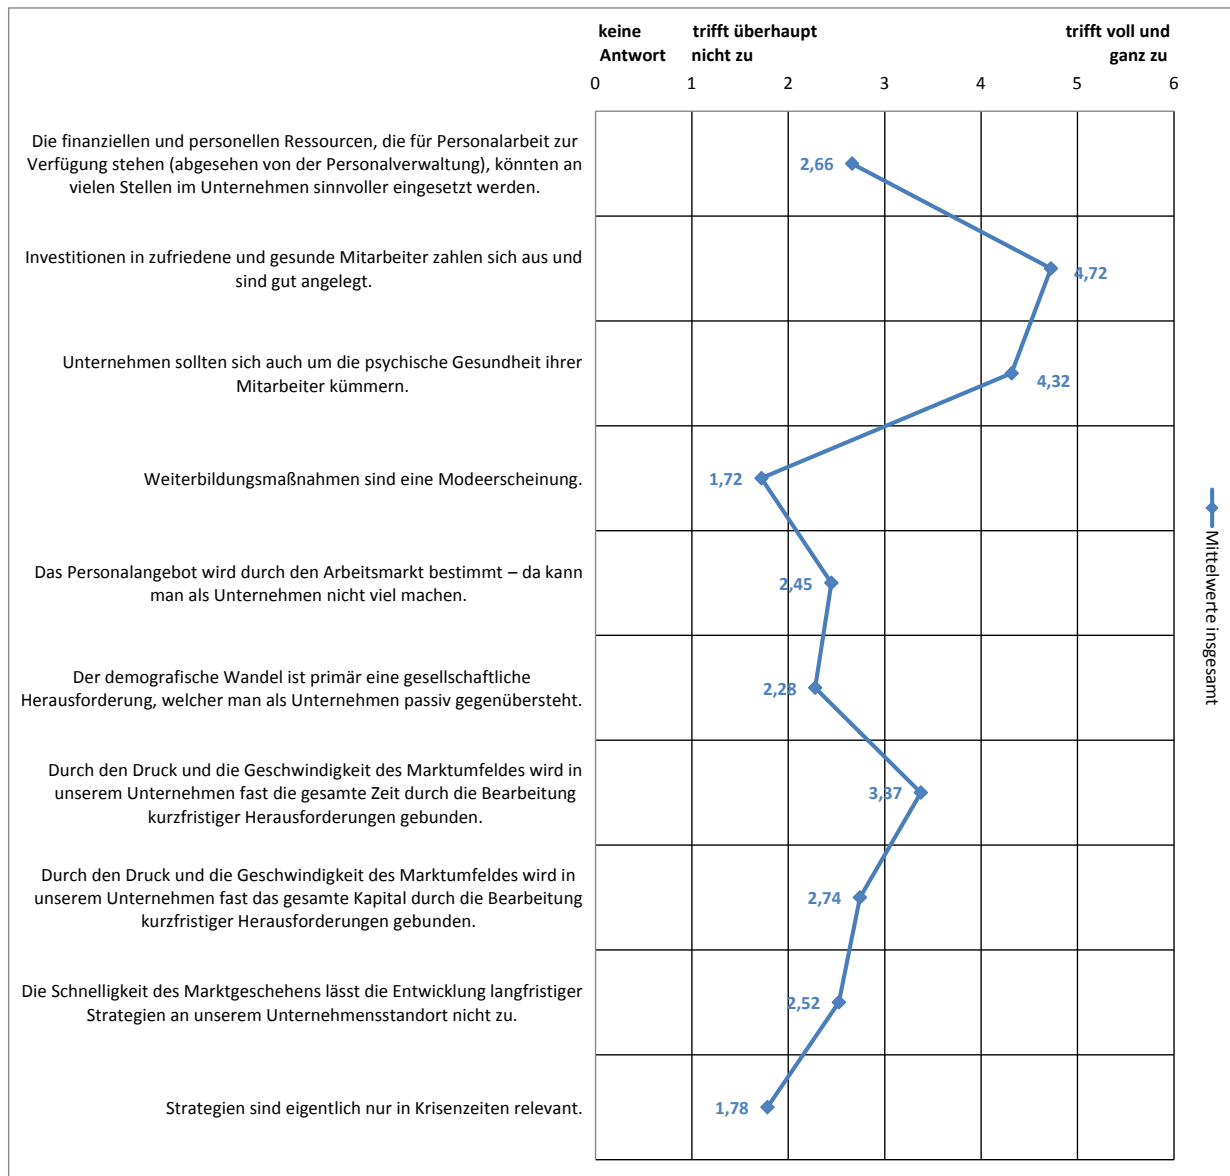 keine Antwort
trifft überhaupt nicht zu
trifft voll und ganz zu
0 1 2 3 4 5 6
Die finanziellen und personellen Ressourcen, die für Personalarbeit zur
Verfügung stehen (abgesehen von der Personalverwaltung), könnten an
vielen Stellen im Unternehmen sinnvoller eingesetzt werden.
2,66
Investitionen in zufriedene und gesunde Mitarbeiter zahlen sich aus und
sind gut angelegt.
4,72
Unternehmen sollten sich auch um die psychische Gesundheit ihrer
Mitarbeiter kümmern.
4,32
Weiterbildungsmaßnahmen sind eine Modeerscheinung.
1,72
Das Personalangebot wird durch den Arbeitsmarkt bestimmt – da kann
man als Unternehmen nicht viel machen.
2,45
Der demografische Wandel ist primär eine gesellschaftliche
Herausforderung, welcher man als Unternehmen passiv gegenübersteht.
2,28
Durch den Druck und die Geschwindigkeit des Marktumfeldes wird in
unserem Unternehmen fast die gesamte Zeit durch die Bearbeitung
kurzfristiger Herausforderungen gebunden.
3,37
Durch den Druck und die Geschwindigkeit des Marktumfeldes wird in
unserem Unternehmen fast das gesamte Kapital durch die Bearbeitung
kurzfristiger Herausforderungen gebunden.
2,74
Die Schnelligkeit des Marktgeschehens lässt die Entwicklung langfristiger
Strategien an unserem Unternehmensstandort nicht zu.
2,52
Strategien sind eigentlich nur in Krisenzeiten relevant.
1,78
Mittelwerte insgesamt